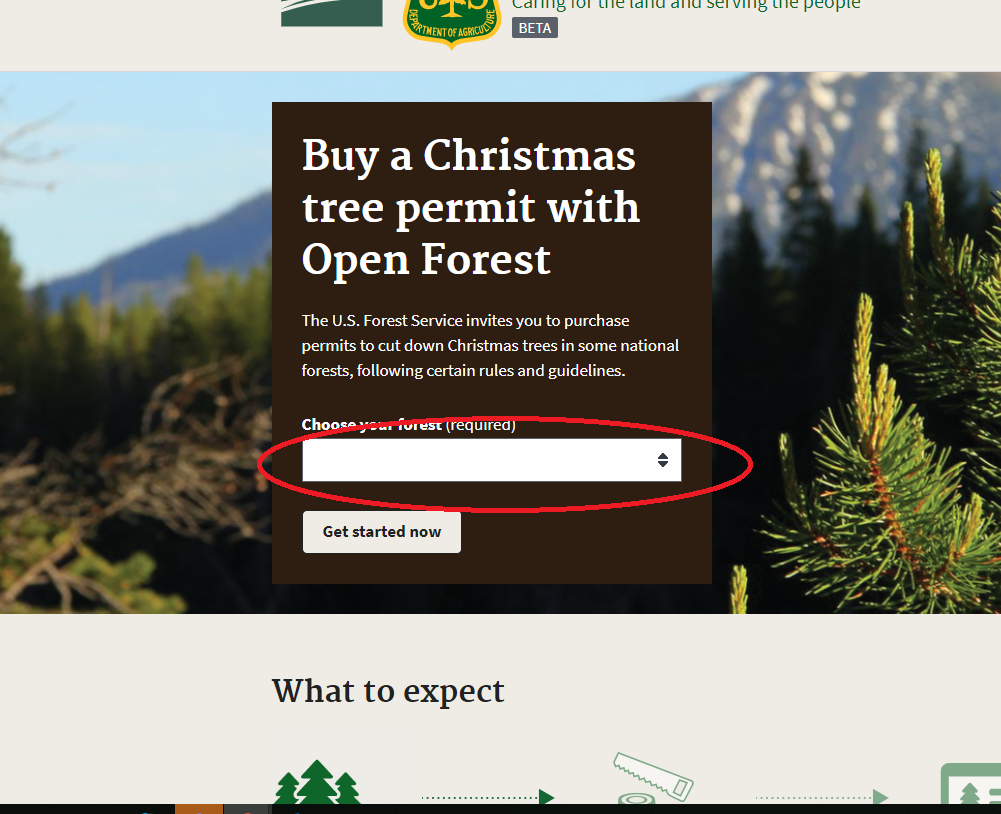 Caring for the land and serving the people
DEPARTMENT OF AGRICULTURE
BETA
Buy a Christmas
tree permit with
Open Forest
The U.S. Forest Service invites you to purchase
permits to cut down Christmas trees in some national
forests, following certain rules and guidelines.
Choose your forest (required)
Get started now
What to expect